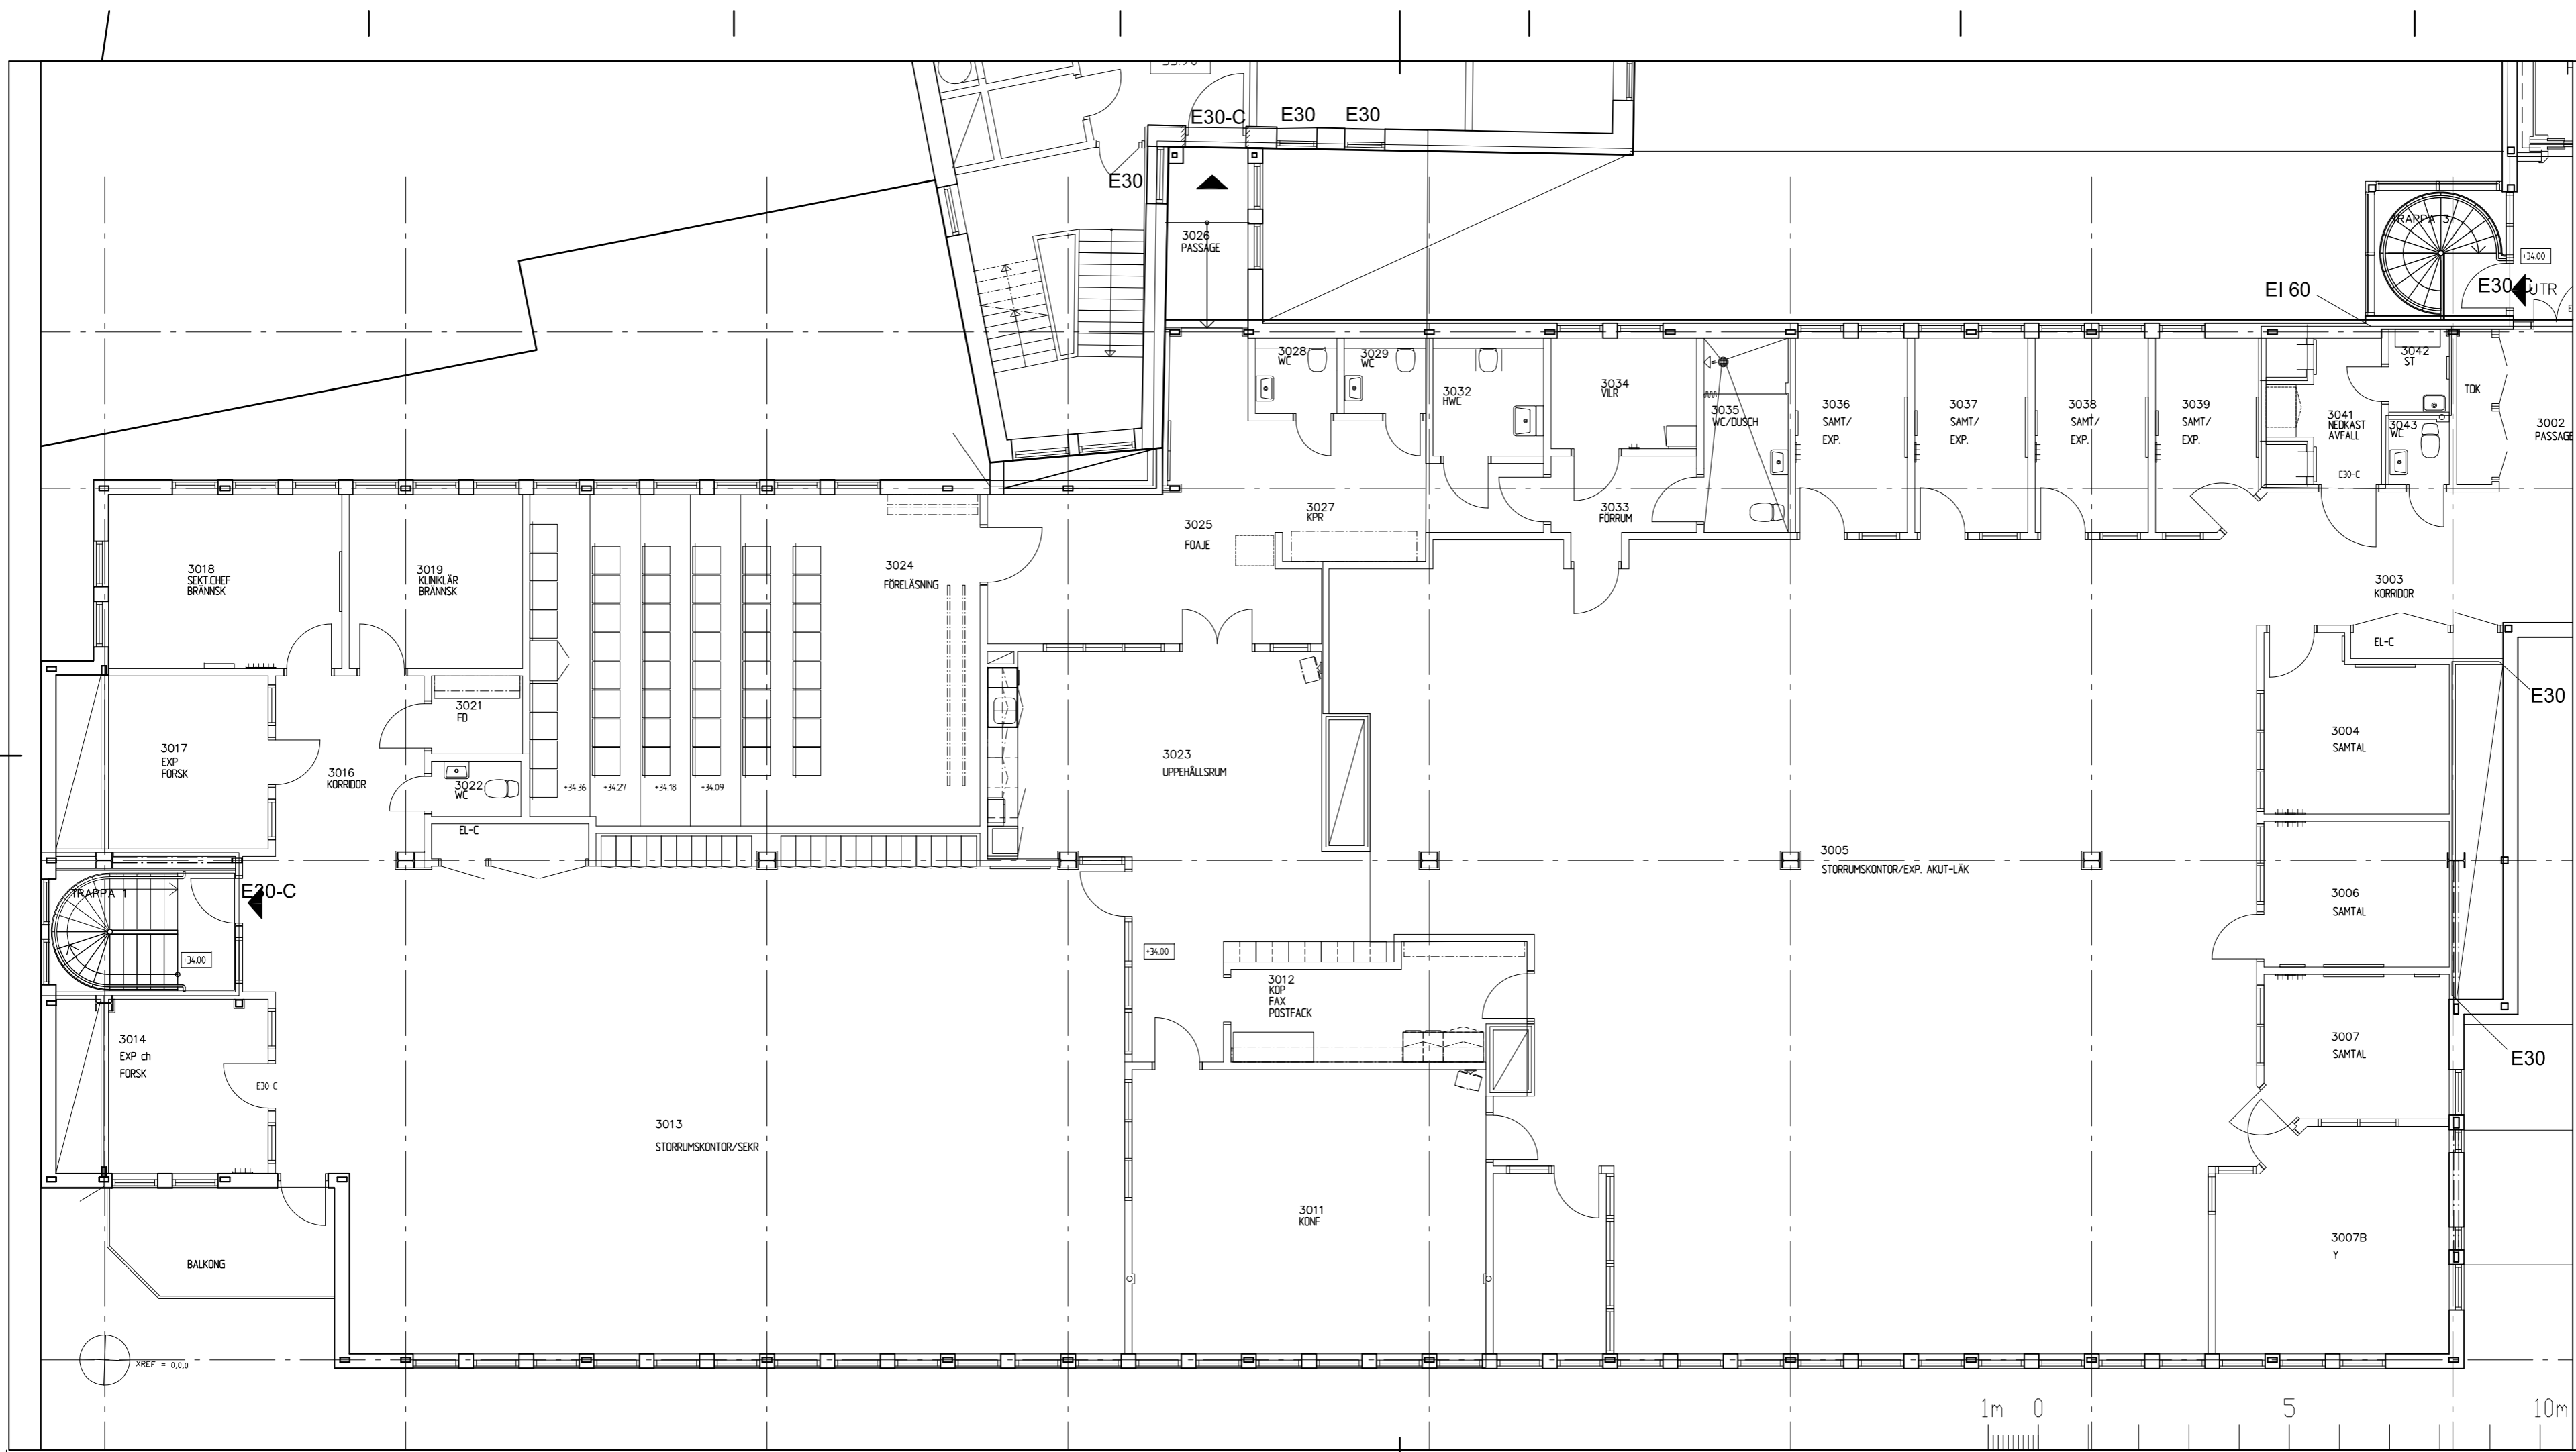 E30-C
E30
E30
E30
3026
PASSAGE
TRAPPA 3
+34.00
E30-C
UTR
EI 60
3028
WC
3029
WC
3032
HWC
3034
VILR
3035
WC/DUSCH
3036
SAMT/
EXP.
3037
SAMT/
EXP.
3038
SAMT/
EXP.
3039
SAMT/
EXP.
3041
NEDKAST
AVFALL
E30-C
3042
ST
3043
WC
TDK
3002
PASSAGE
3018
SEKT.CHEF
BRÄNNSK
3019
KLINIKLÄR
BRÄNNSK
3024
FÖRELÄSNING
3025
FOAJE
3027
KPR
3033
FÖRRUM
3003
KORRIDOR
EL-C
E30
3021
FD
3017
EXP
FORSK
3016
KORRIDOR
3022
WC
EL-C
+34.36
+34.27
+34.18
+34.09
3023
UPPEHÅLLSRUM
3004
SAMTAL
3005
STORRUMSKONTOR/EXP. AKUT-LÄK
3006
SAMTAL
TRAPPA 1
E30-C
+34.00
+34.00
3012
KOP
FAX
POSTFACK
3007
SAMTAL
E30
3014
EXP ch
FORSK
E30-C
3013
STORRUMSKONTOR/SEKR
3011
KONF
3007B
Y
BALKONG
XREF = 0,0,0
1m 0 5 10m